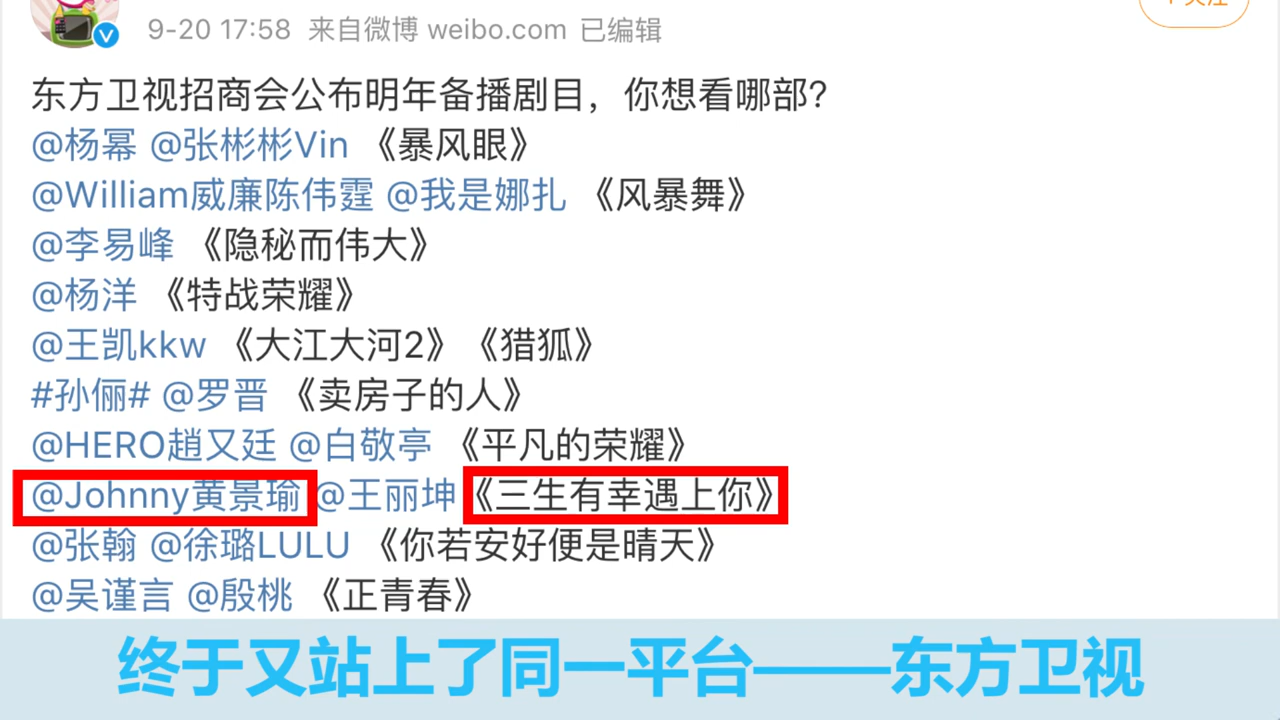 +关注
9-20 17:58 来自微博 weibo.com 已编辑
东方卫视招商会公布明年备播剧目，你想看哪部？
@杨幂 @张彬彬Vin 《暴风眼》
@William威廉陈伟霆 @我是娜扎 《风暴舞》
@李易峰 《隐秘而伟大》
@杨洋 《特战荣耀》
@王凯kkw 《大江大河2》 《猎狐》
#孙俪# @罗晋 《卖房子的人》
@HERO趙又廷 @白敬亭 《平凡的荣耀》
@Johnny黄景瑜 @王丽坤 《三生有幸遇上你》
@张翰 @徐璐LULU 《你若安好便是晴天》
@吴谨言 @殷桃 《正青春》
终于又站上了同一平台——东方卫视